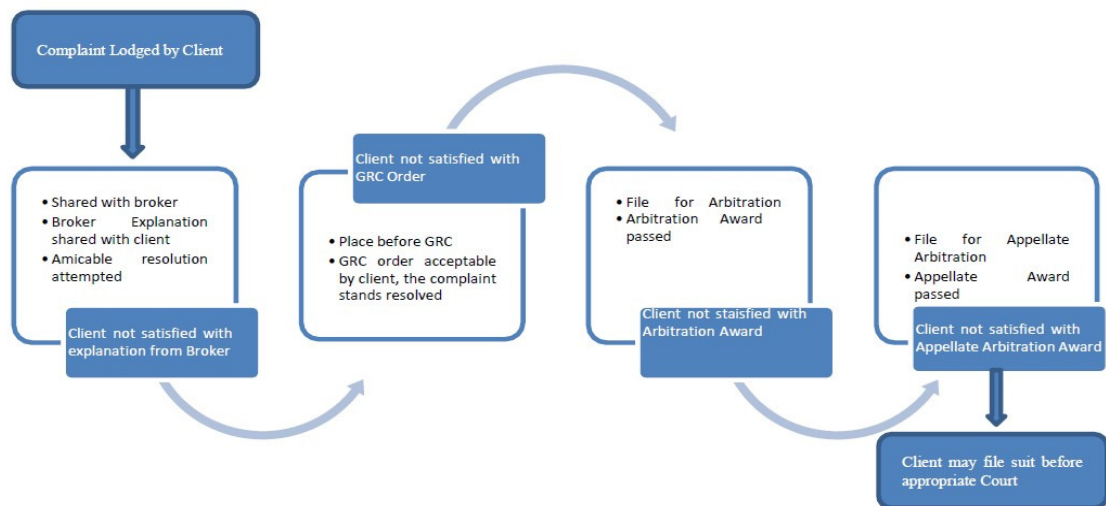 Complaint Lodged by Client
• Shared with broker
• Broker Explanation
shared with client
• Amicable resolution
attempted
Client not satisfied with
explanation from Broker
Client not satisfied with
GRC Order
• Place before GRC
• GRC order acceptable
by client, the complaint
stands resolved
• File for Arbitration
• Arbitration Award
passed
Client not staisfied with
Arbitration Award
• File for Appellate
Arbitration
• Appellate Award
passed
Client not satisfied with
Appellate Arbitration Award
Client may file suit before
appropriate Court